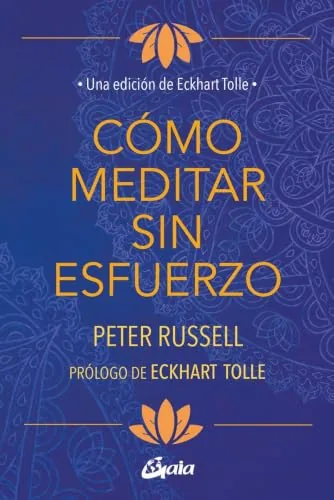 • Una edición de Eckhart Tolle •
CÓMO
MEDITAR
SIN
ESFUERZO
PETER RUSSELL
PRÓLOGO DE ECKHART TOLLE
Gaia